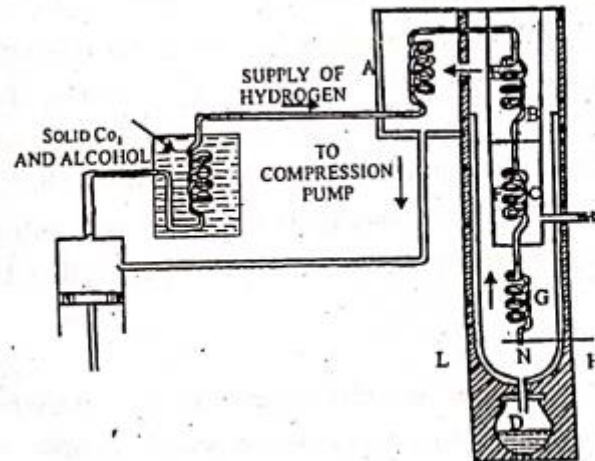 A
SUPPLY OF
HYDROGEN
B
SOLID Co₂
AND ALCOHOL
TO
COMPRESSION
PUMP
C
G
N
L
H
D